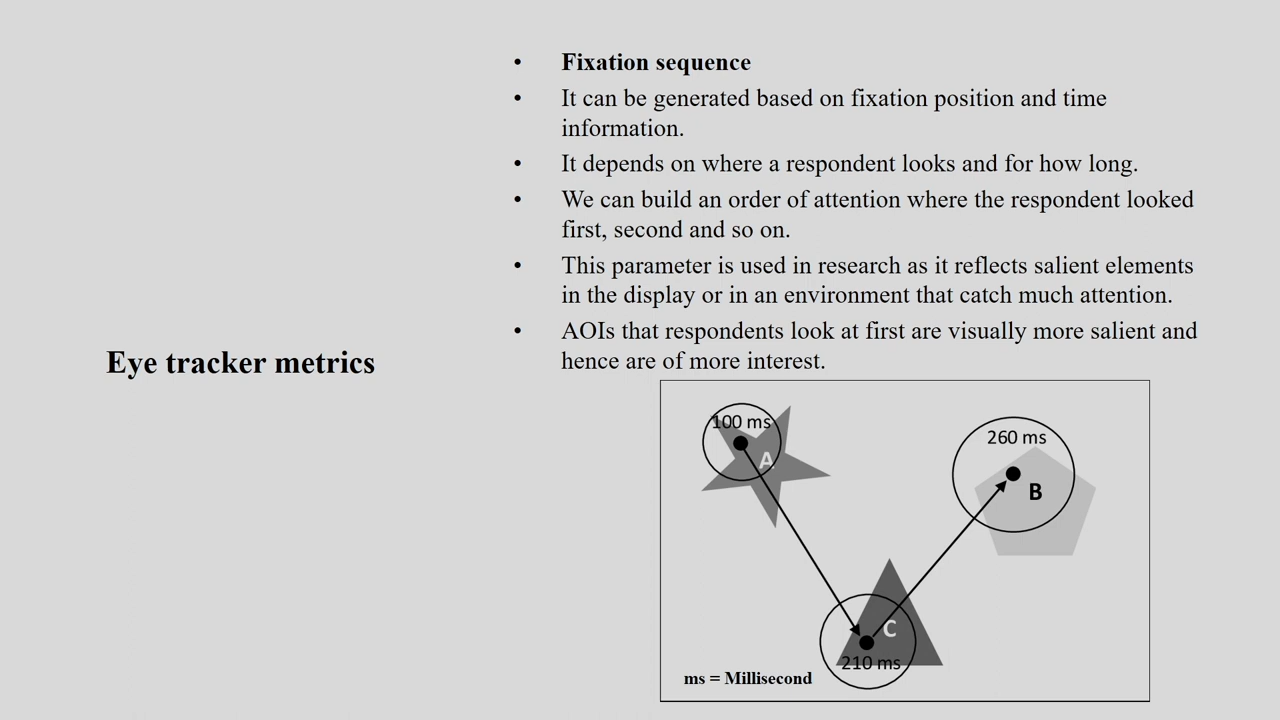 Eye tracker metrics
• Fixation sequence
• It can be generated based on fixation position and time
information.
• It depends on where a respondent looks and for how long.
• We can build an order of attention where the respondent looked
first, second and so on.
• This parameter is used in research as it reflects salient elements
in the display or in an environment that catch much attention.
• AOIs that respondents look at first are visually more salient and
hence are of more interest.
100 ms
A
260 ms
B
C
210 ms
ms = Millisecond